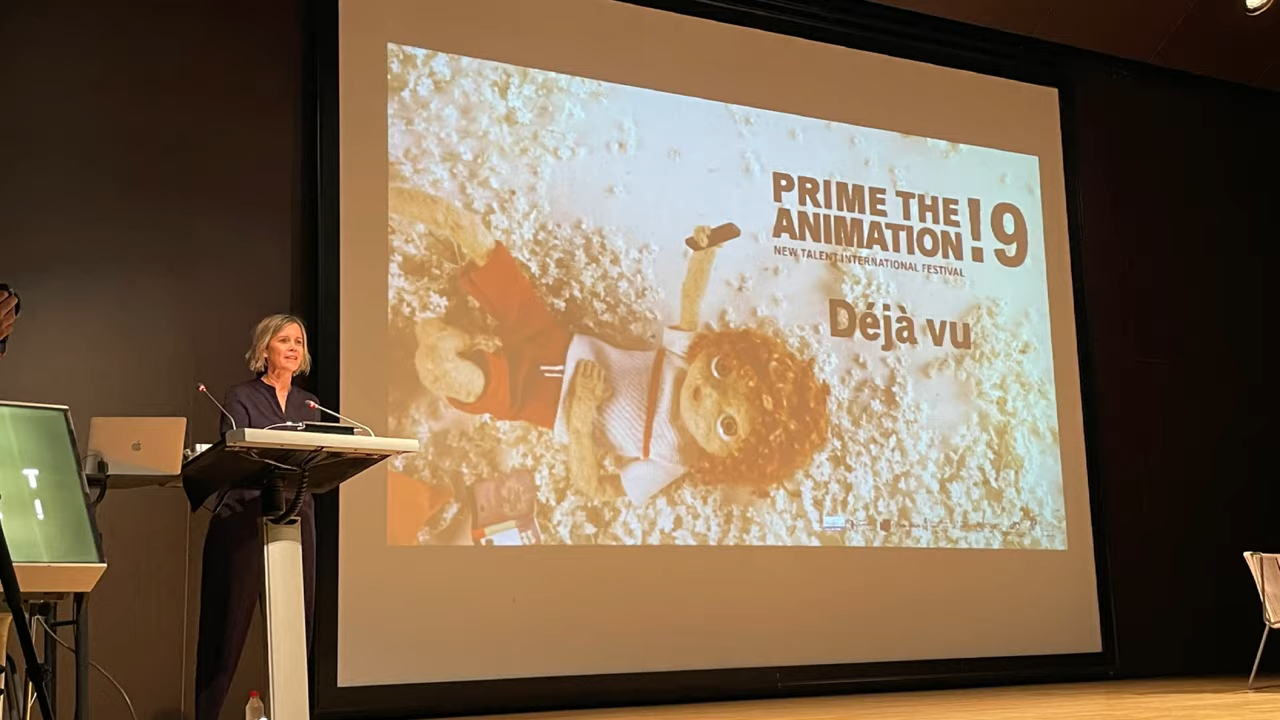 PRIME THE
ANIMATION!9
NEW TALENT INTERNATIONAL FESTIVAL
Déjà vu